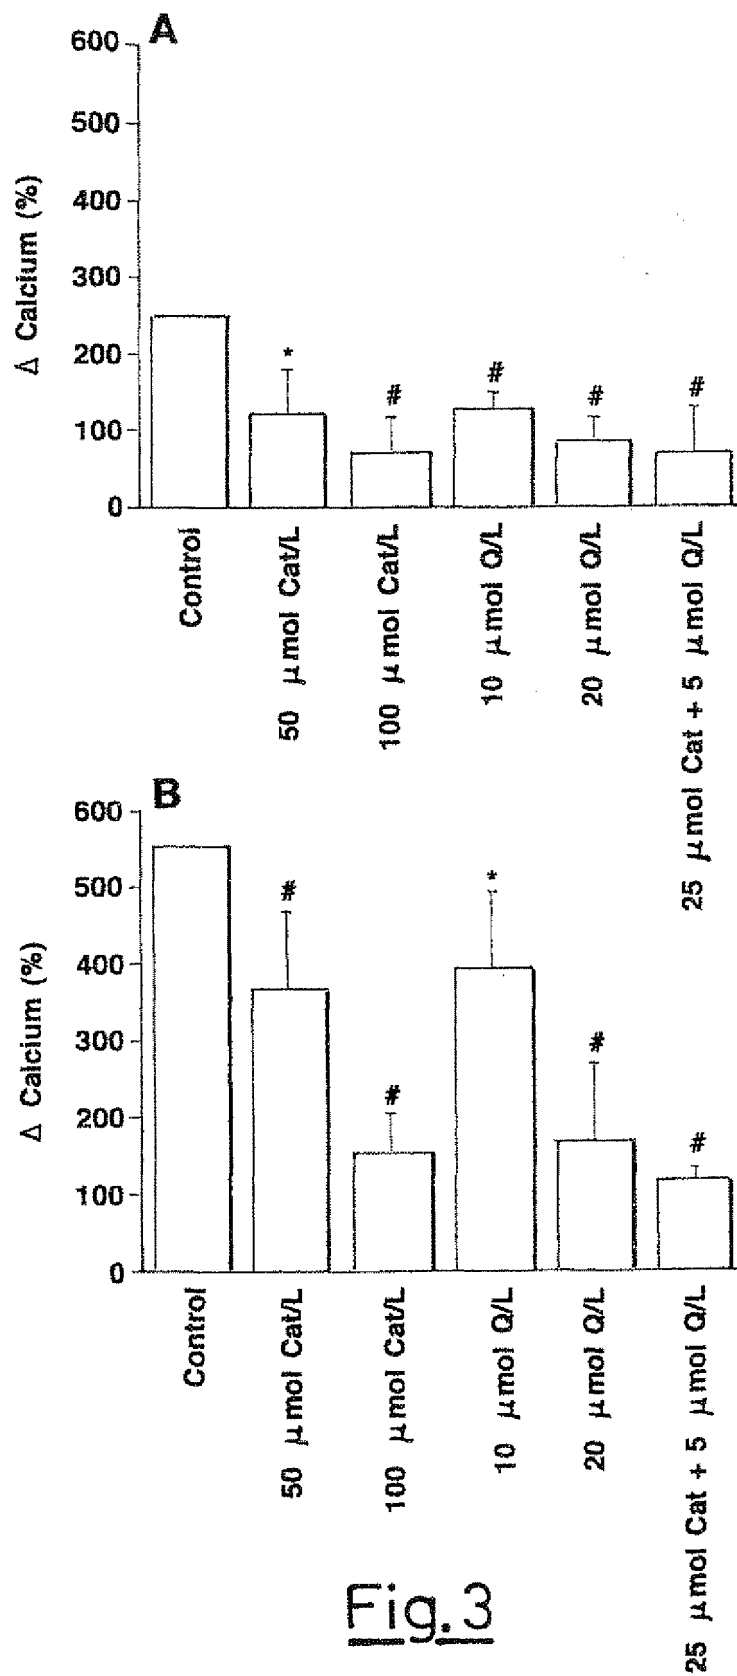 A
600
500
400
300
200
100
0
Δ Calcium (%)
*
#
#
#
#
Control
50 μmol Cat/L
100 μmol Cat/L
10 μmol Q/L
20 μmol Q/L
25 μmol Cat + 5 μmol Q/L
B
600
500
400
300
200
100
0
Δ Calcium (%)
#
#
*
#
#
Control
50 μmol Cat/L
100 μmol Cat/L
10 μmol Q/L
20 μmol Q/L
25 μmol Cat + 5 μmol Q/L
Fig.3